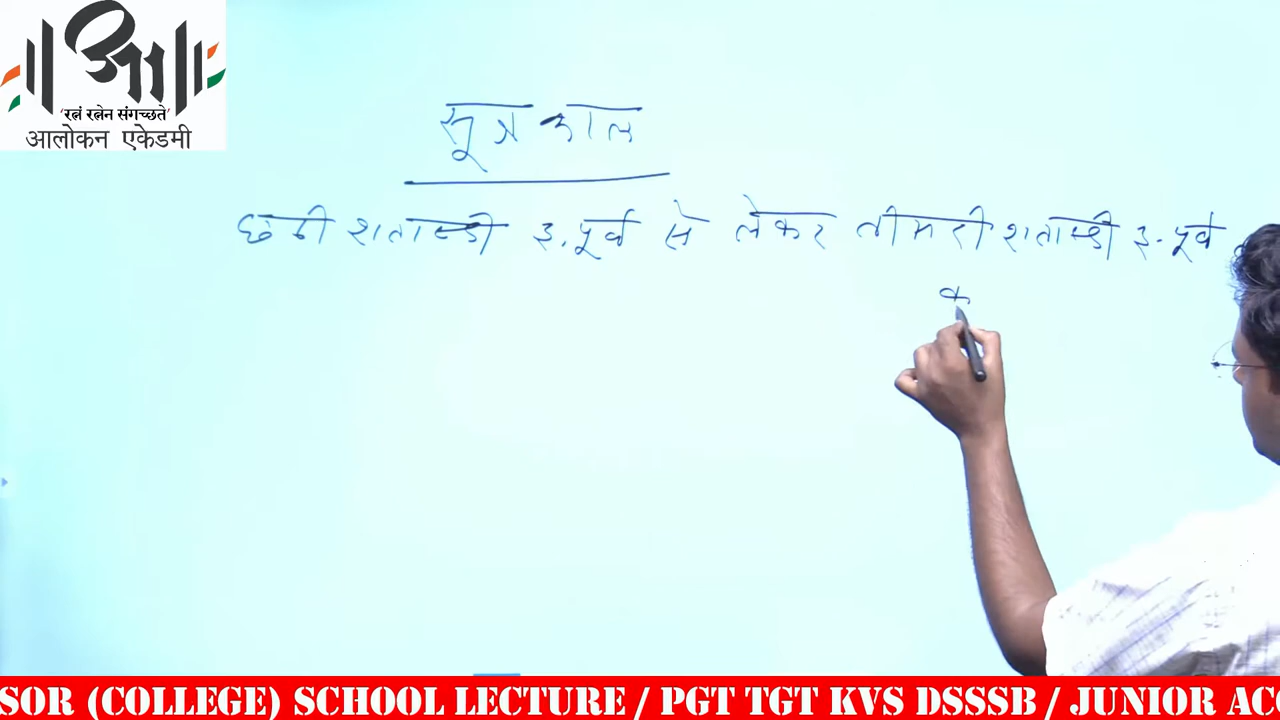 'रत्नं रत्नेन संगच्छते'
आलोकन एकेडमी
सूत्र काल
छठी शताब्दी ई. पूर्व से लेकर तीसरी शताब्दी ई. पूर्व
SOR (COLLEGE) SCHOOL LECTURE / PGT TGT KVS DSSSB / JUNIOR ACC